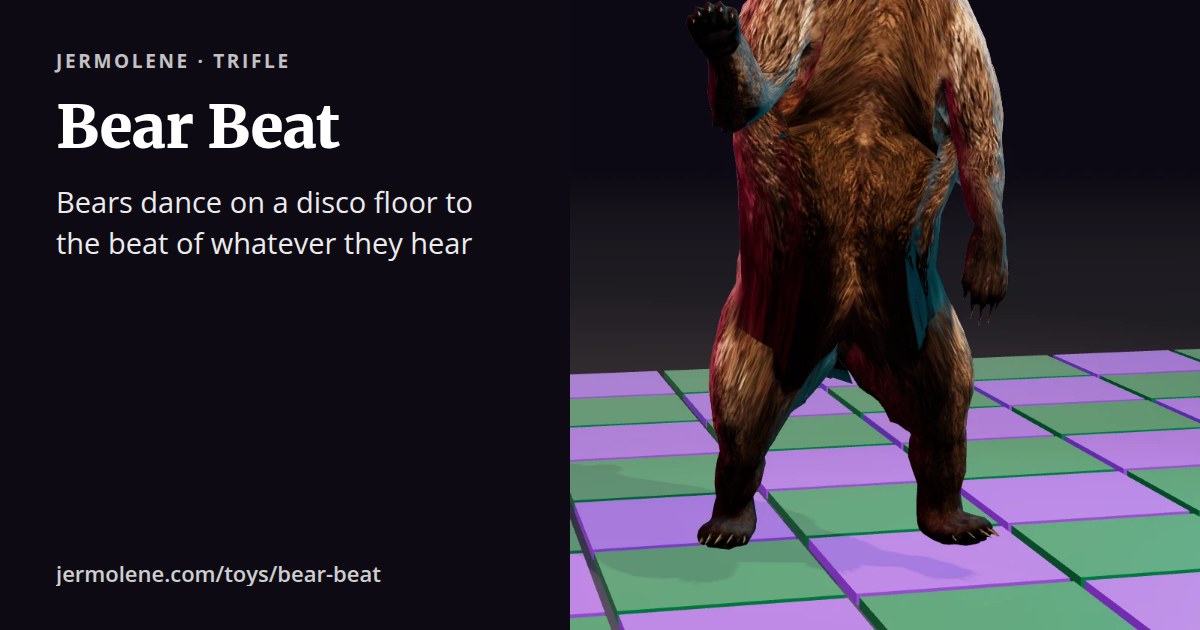 JERMOLENE · TRIFLE
Bear Beat
Bears dance on a disco floor to
the beat of whatever they hear
jermolene.com/toys/bear-beat